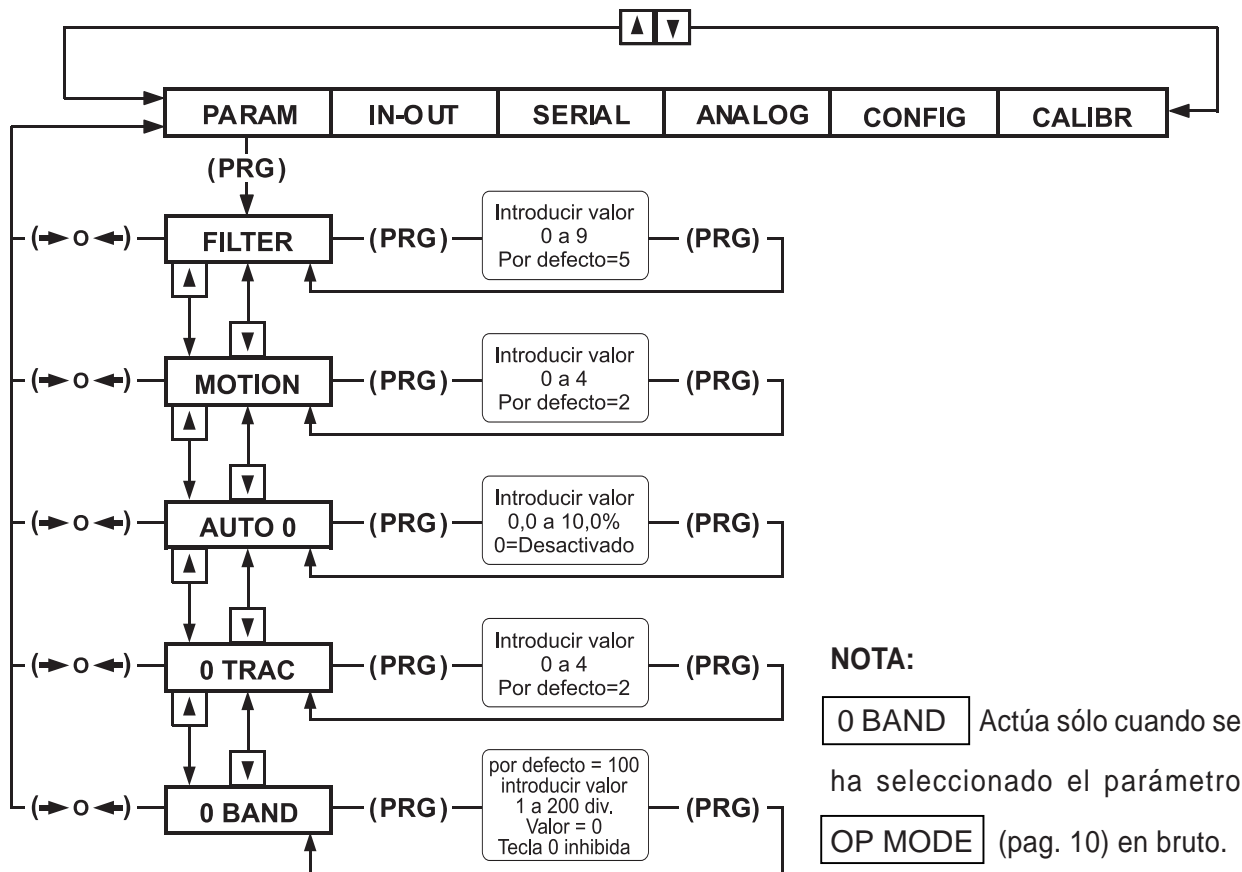 ▲ ▼
PARAM IN-OUT SERIAL ANALOG CONFIG CALIBR
(PRG)
(➔ o ←) FILTER (PRG) Introducir valor
0 a 9
Por defecto=5 (PRG)
▲
▼
(➔ o ←) MOTION (PRG) Introducir valor
0 a 4
Por defecto=2 (PRG)
▲
▼
(➔ o ←) AUTO 0 (PRG) Introducir valor
0,0 a 10,0%
0=Desactivado (PRG)
▲
▼
(➔ o ←) 0 TRAC (PRG) Introducir valor
0 a 4
Por defecto=2 (PRG)
▲
▼
(➔ o ←) 0 BAND (PRG) por defecto = 100
introducir valor
1 a 200 div.
Valor = 0
Tecla 0 inhibida (PRG)
NOTA:
0 BAND Actúa sólo cuando se
ha seleccionado el parámetro
OP MODE (pag. 10) en bruto.